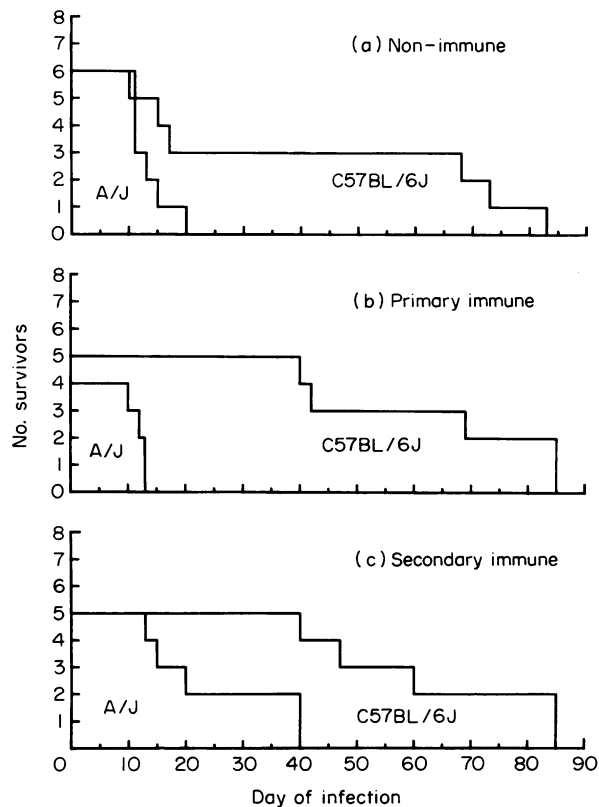 8
7
6
5
4
3
2
1
0
(a) Non-immune
A/J
C57BL/6J
8
7
6
5
4
3
2
1
0
(b) Primary immune
A/J
C57BL/6J
No. survivors
8
7
6
5
4
3
2
1
(c) Secondary immune
A/J
C57BL/6J
0 10 20 30 40 50 60 70 80 90
Day of infection